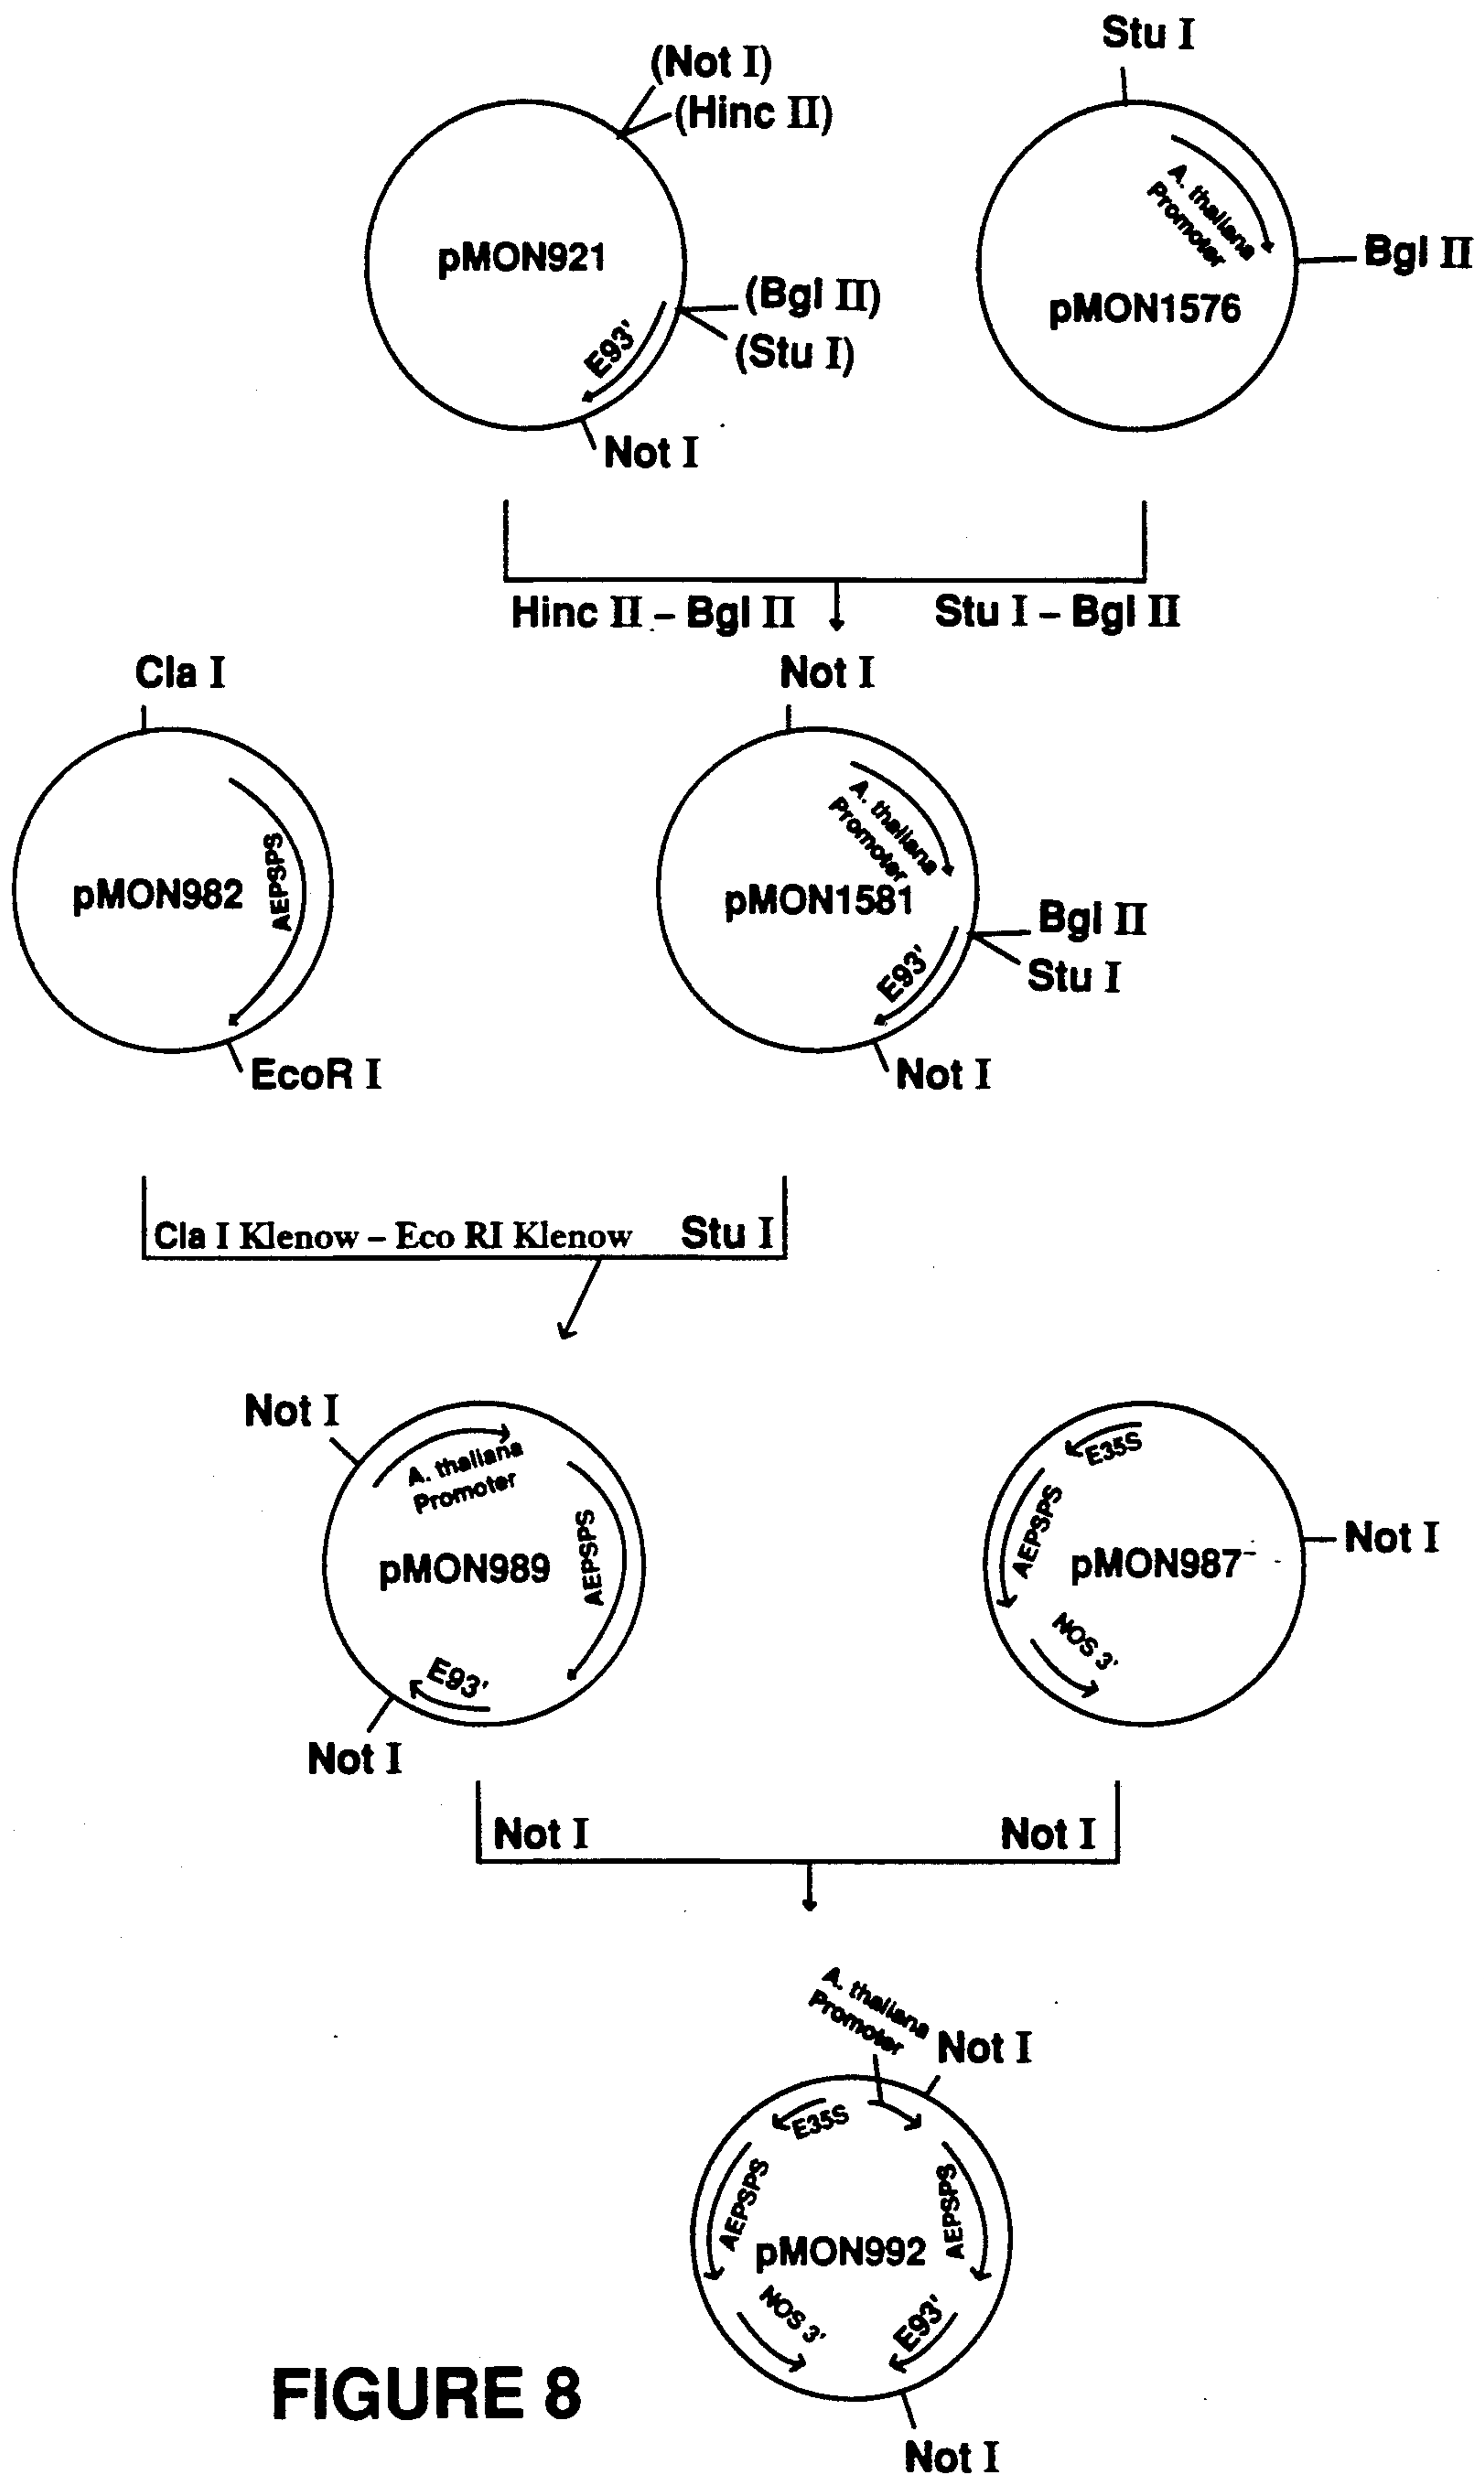 Stu I
(Not I)
(Hinc II)
A. thaliana
Promoter
pMON921
Bgl II
(Bgl II)
pMON1576
(Stu I)
E93'
Not I
Hinc II – Bgl II
Stu I – Bgl II
Cla I
Not I
A. thaliana
Promoter
AEPSPS
pMON982
pMON1581
Bgl II
E93'
Stu I
EcoR I
Not I
Cla I Klenow – Eco RI Klenow
Stu I
Not I
E35S
A. thaliana
Promoter
AEPSPS
AEPSPS
Not I
pMON989
pMON987
NOS 3'
E93'
Not I
Not I
Not I
A. thaliana
Promoter
Not I
E35S
AEPSPS
AEPSPS
pMON992
NOS 3'
E93'
FIGURE 8
Not I